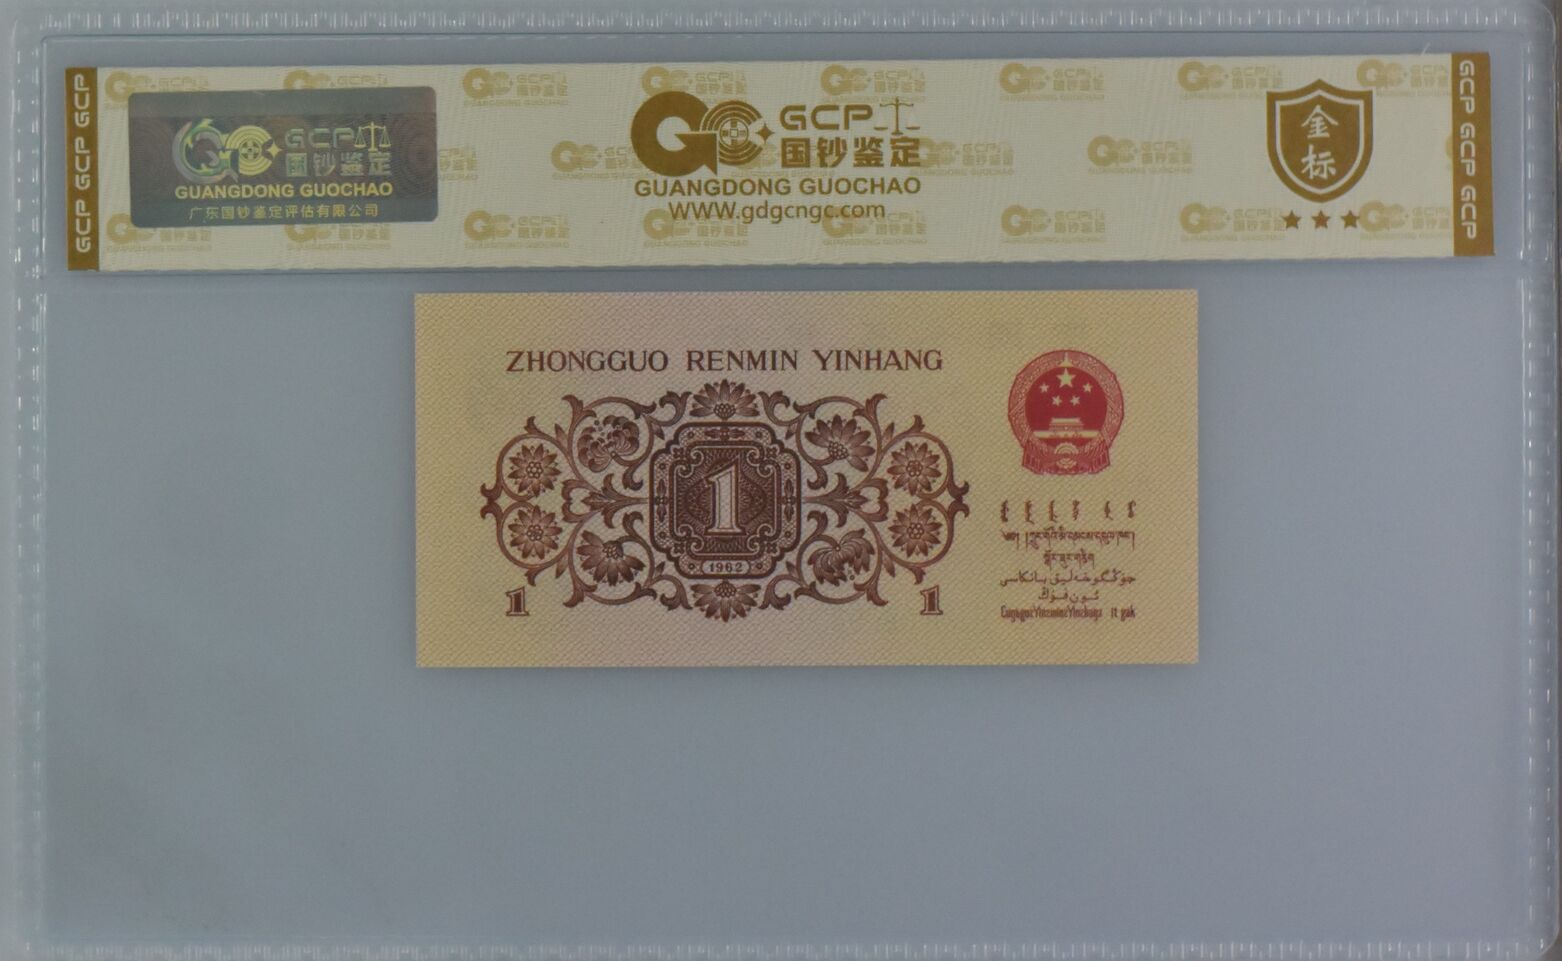 GCP GCP GCP
GCP
国钞鉴定
GUANGDONG GUOCHAO
广东国钞鉴定评估有限公司
GCP
国钞鉴定
GUANGDONG GUOCHAO
WWW.gdgcngc.com
金标
GCP GCP GCP
ZHONGGUO RENMIN YINHANG
1
1962
1
1